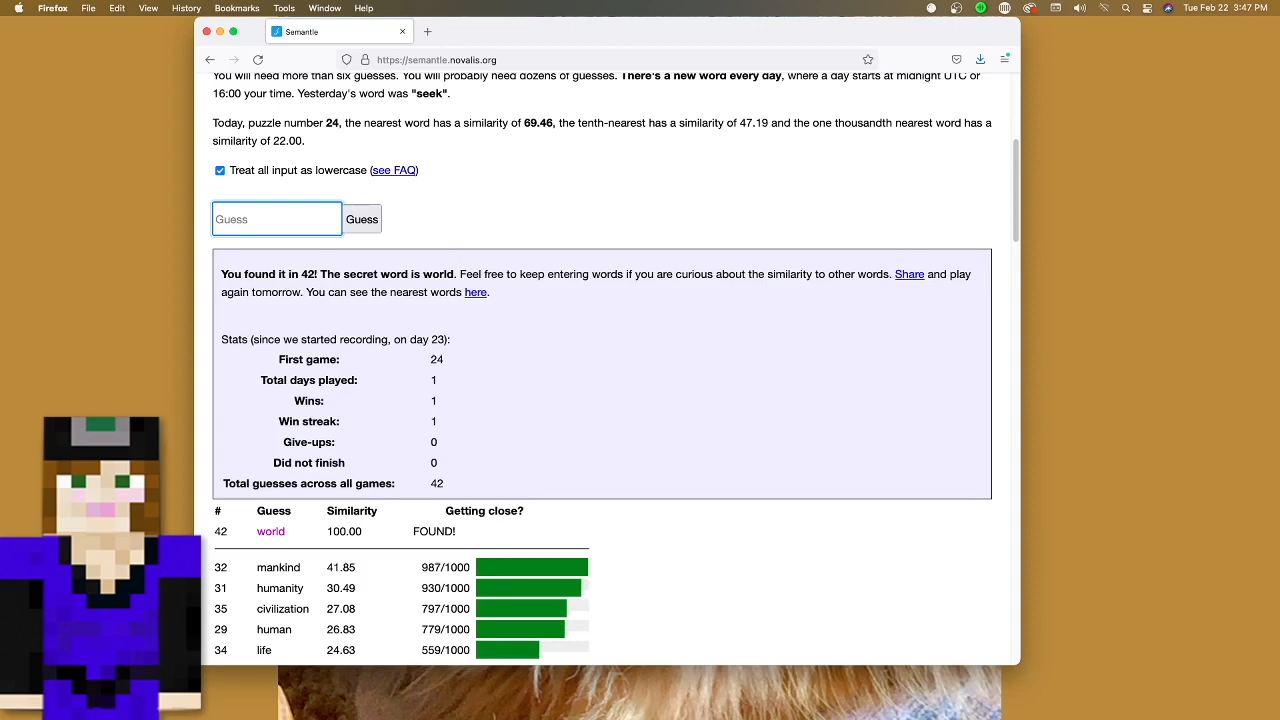 Firefox File Edit View History Bookmarks Tools Window Help Tue Feb 22 3:47 PM
Semantle
https://semantle.novalis.org
You will need more than six guesses. You will probably need dozens of guesses. There's a new word every day, where a day starts at midnight UTC or
16:00 your time. Yesterday's word was "seek".
Today, puzzle number 24, the nearest word has a similarity of 69.46, the tenth-nearest has a similarity of 47.19 and the one thousandth nearest word has a
similarity of 22.00.
Treat all input as lowercase (see FAQ)
Guess Guess
You found it in 42! The secret word is world. Feel free to keep entering words if you are curious about the similarity to other words. Share and play
again tomorrow. You can see the nearest words here.
Stats (since we started recording, on day 23):
First game: 24
Total days played: 1
Wins: 1
Win streak: 1
Give-ups: 0
Did not finish 0
Total guesses across all games: 42
# Guess Similarity Getting close?
42 world 100.00 FOUND!
32 mankind 41.85 987/1000
31 humanity 30.49 930/1000
35 civilization 27.08 797/1000
29 human 26.83 779/1000
34 life 24.63 559/1000